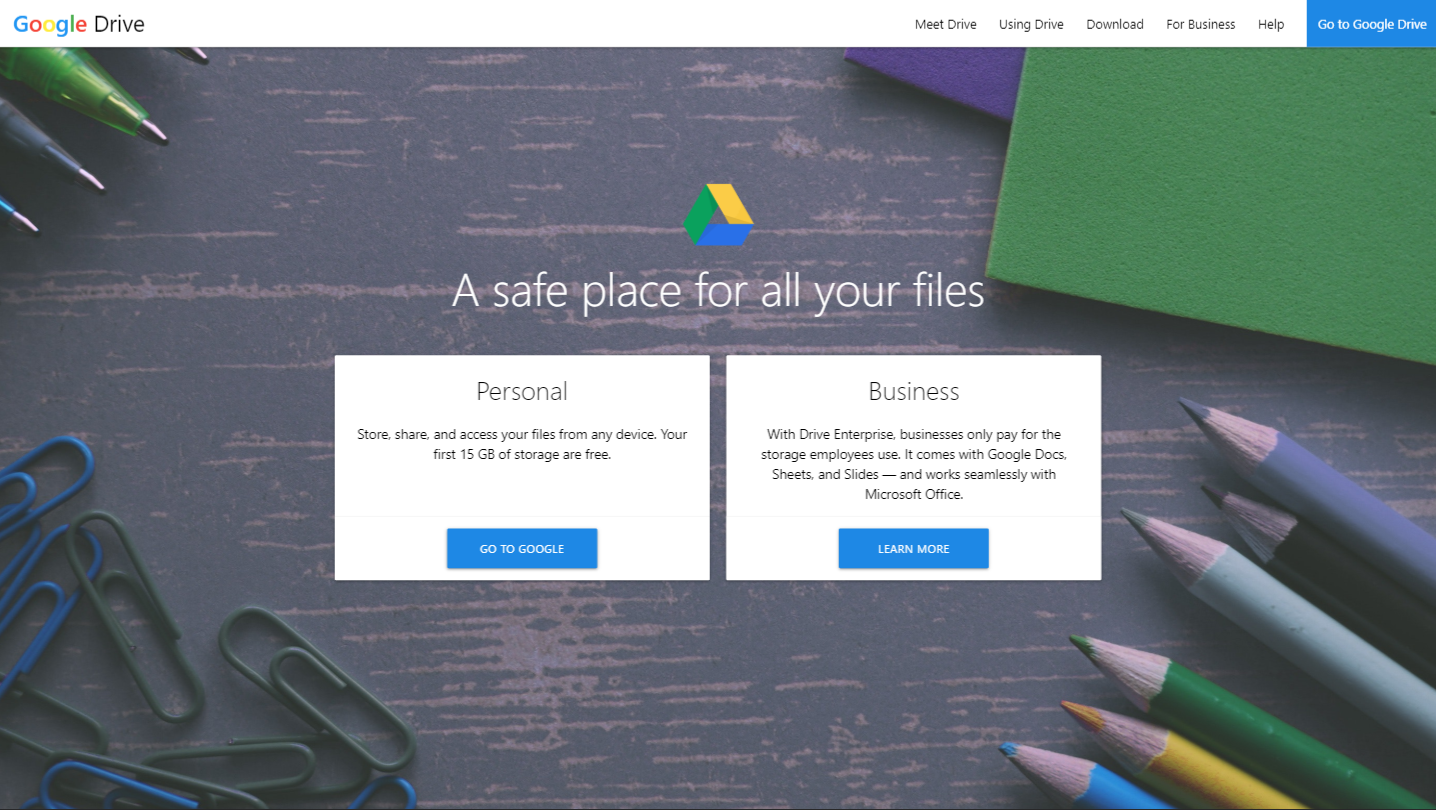 Google Drive
Meet Drive
Using Drive
Download
For Business
Help
Go to Google Drive
A safe place for all your files
Personal
Store, share, and access your files from any device. Your
first 15 GB of storage are free.
GO TO GOOGLE
Business
With Drive Enterprise, businesses only pay for the
storage employees use. It comes with Google Docs,
Sheets, and Slides — and works seamlessly with
Microsoft Office.
LEARN MORE